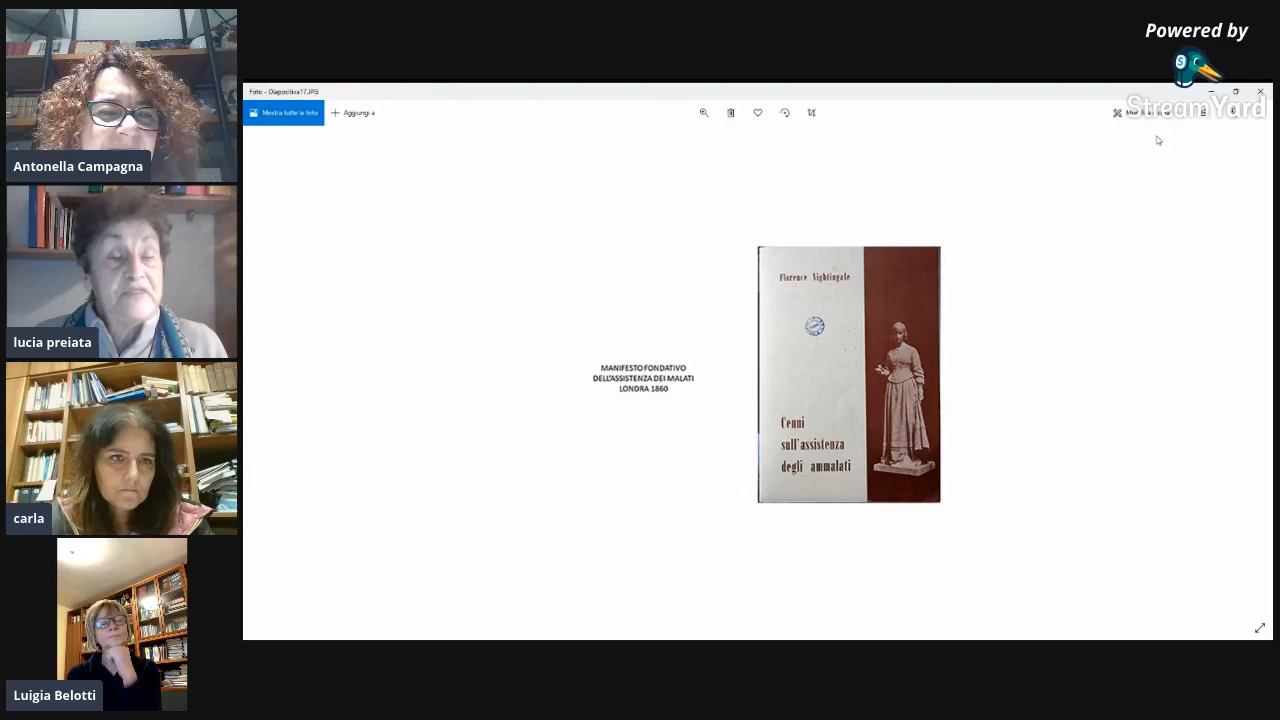 Powered by
StreamYard
Antonella Campagna
lucia preiata
carla
Luigia Belotti
Foto - Diapositiva17.JPG
Mostra tutte le foto
Aggiungi a
MANIFESTO FONDATIVO
DELL'ASSISTENZA DEI MALATI
LONDRA 1860
Florence Nightingale
Cenni
sull'assistenza
degli ammalati